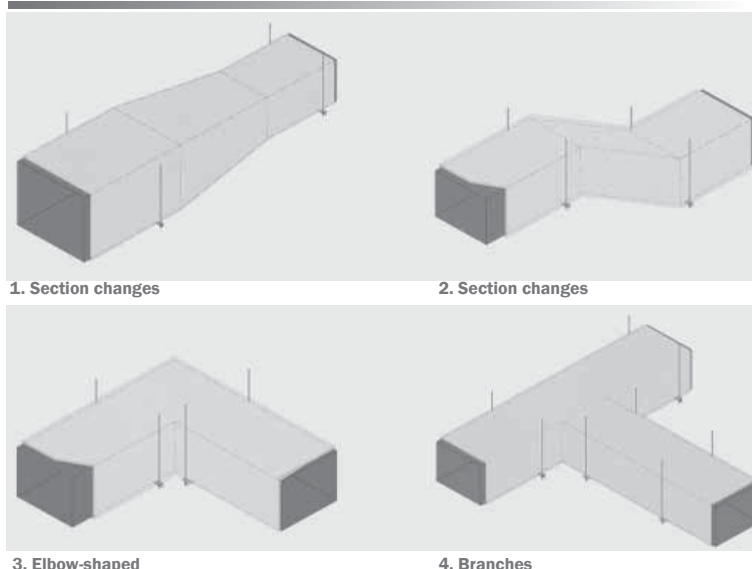 1. Section changes
2. Section changes
3. Elbow-shaped
4. Branches